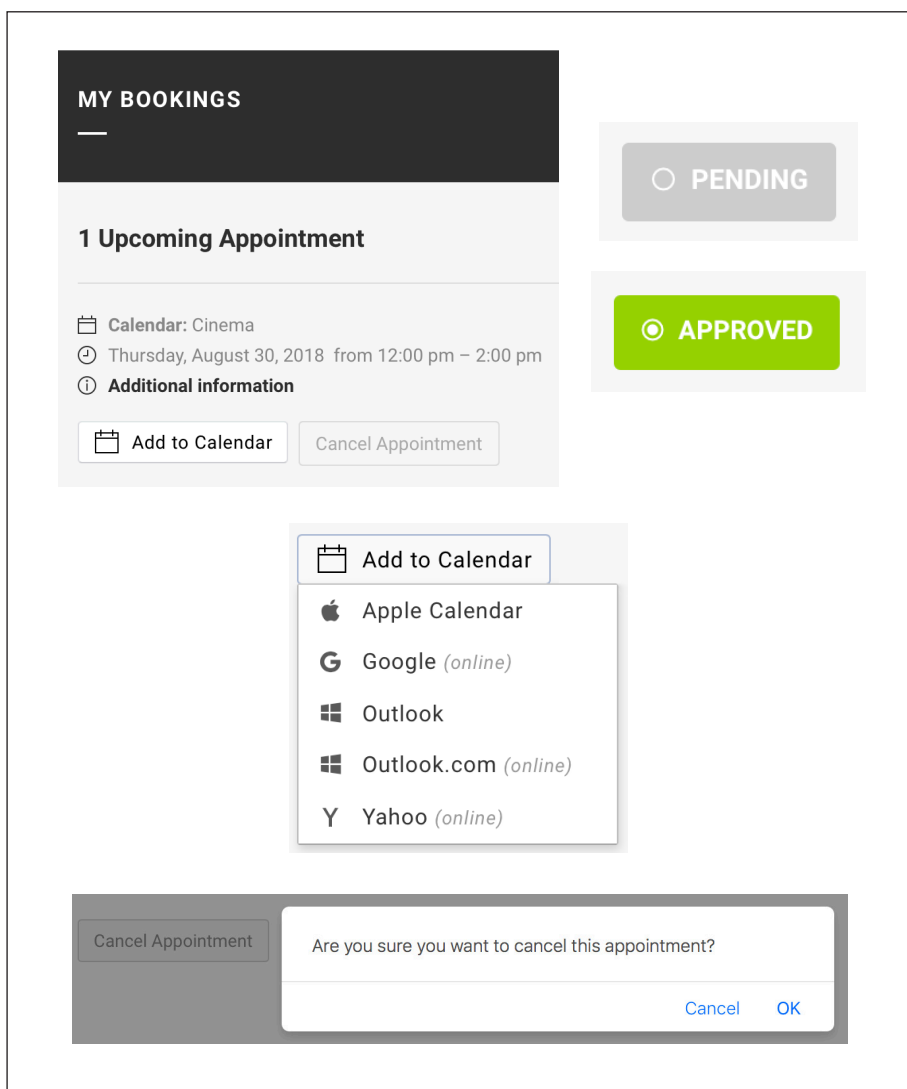 MY BOOKINGS
PENDING
1 Upcoming Appointment
APPROVED
Calendar: Cinema
Thursday, August 30, 2018 from 12:00 pm – 2:00 pm
Additional information
Add to Calendar
Cancel Appointment
Add to Calendar
Apple Calendar
Google (online)
Outlook
Outlook.com (online)
Yahoo (online)
Cancel Appointment
Are you sure you want to cancel this appointment?
Cancel OK